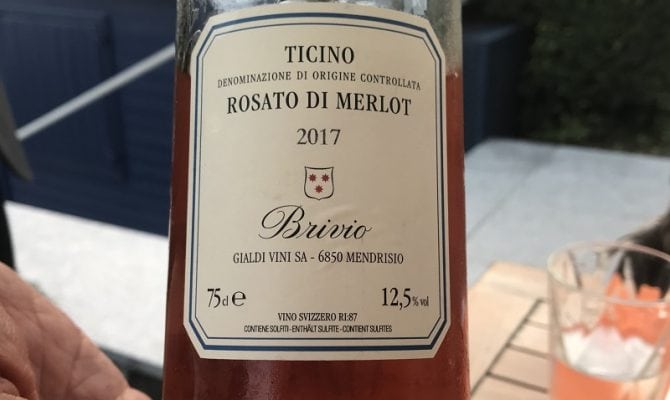 TICINO
DENOMINAZIONE DI ORIGINE CONTROLLATA
ROSATO DI MERLOT
2017
Brivio
GIALDI VINI SA - 6850 MENDRISIO
75cl e 12,5% vol
VINO SVIZZERO RI:87
CONTIENE SOLFITI - ENTHÄLT SULFITE - CONTIENT SULFITES